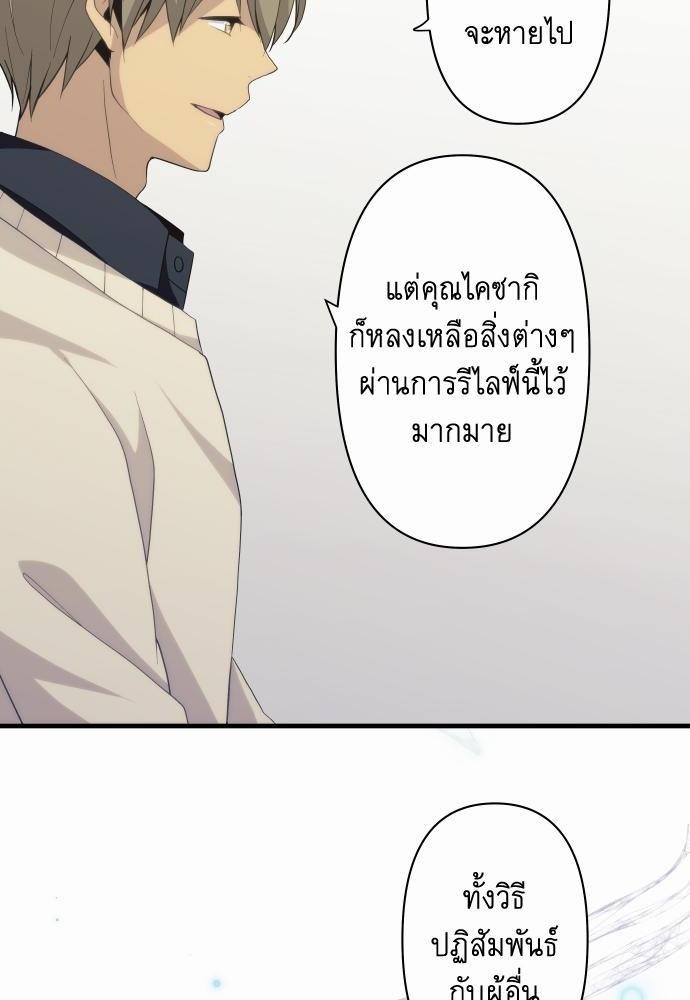 จะหายไป
แต่คุณไคซากิ
ก็หลงเหลือสิ่งต่างๆ
ผ่านการรีไลฟ์นี้ไว้
มากมาย
ทั้งวิธี
ปฏิสัมพันธ์
กับผู้อื่น